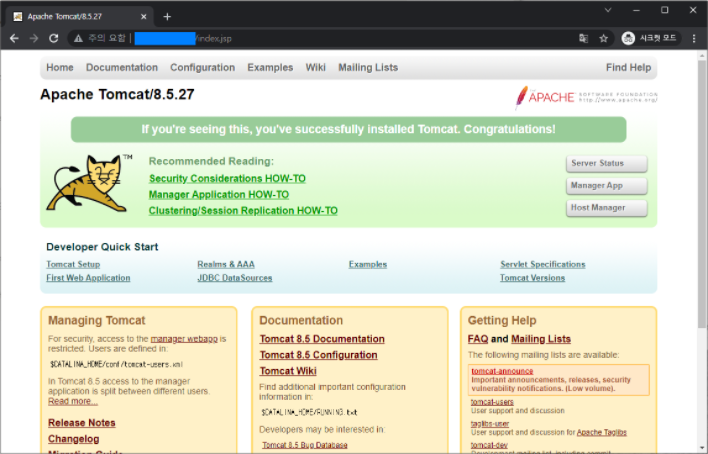 Apache Tomcat/8.5.27
주의 요함 | /index.jsp
시크릿 모드
Home Documentation Configuration Examples Wiki Mailing Lists Find Help
Apache Tomcat/8.5.27
APACHE SOFTWARE FOUNDATION
http://www.apache.org/
If you're seeing this, you've successfully installed Tomcat. Congratulations!
TM
Recommended Reading:
Security Considerations HOW-TO
Manager Application HOW-TO
Clustering/Session Replication HOW-TO
Server Status
Manager App
Host Manager
Developer Quick Start
Tomcat Setup
First Web Application
Realms & AAA
JDBC DataSources
Examples
Servlet Specifications
Tomcat Versions
Managing Tomcat
For security, access to the manager webapp is
restricted. Users are defined in:
$CATALINA_HOME/conf/tomcat-users.xml
In Tomcat 8.5 access to the manager
application is split between different users.
Read more...
Release Notes
Changelog
Migration Guide
Documentation
Tomcat 8.5 Documentation
Tomcat 8.5 Configuration
Tomcat Wiki
Find additional important configuration
information in:
$CATALINA_HOME/RUNNING.txt
Developers may be interested in:
Tomcat 8.5 Bug Database
Getting Help
FAQ and Mailing Lists
The following mailing lists are available:
tomcat-announce
Important announcements, releases, security
vulnerability notifications. (Low volume).
tomcat-users
User support and discussion
taglibs-user
User support and discussion for Apache Taglibs
tomcat-dev
Development mailing list, including commit